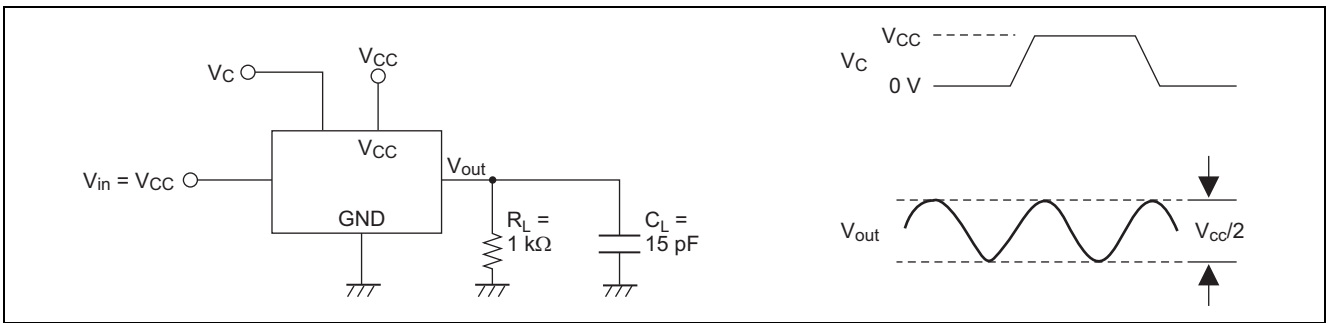 VC
VCC
Vin = VCC
VCC
GND
Vout
RL =
1 kΩ
CL =
15 pF
VC
VCC
0 V
Vout
Vcc/2